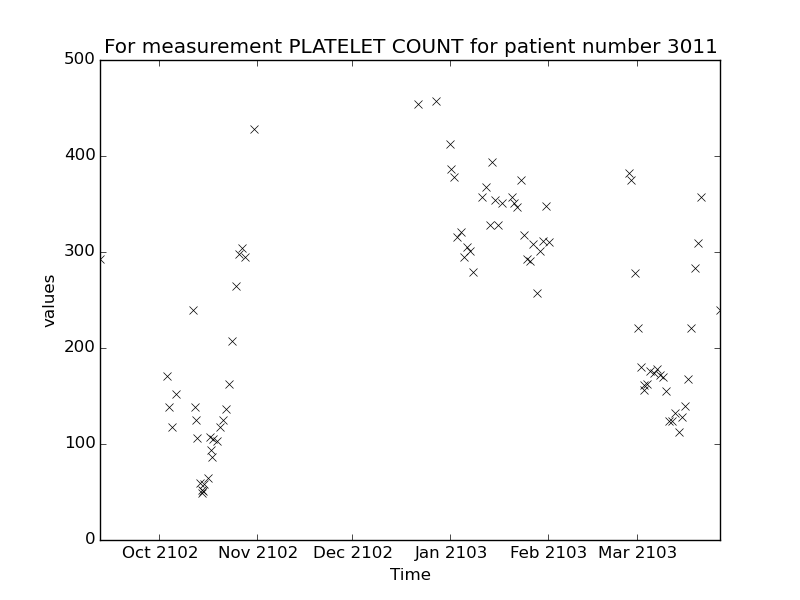 For measurement PLATELET COUNT for patient number 3011
500
400
300
200
100
0
values
Oct 2102 Nov 2102 Dec 2102 Jan 2103 Feb 2103 Mar 2103
Time